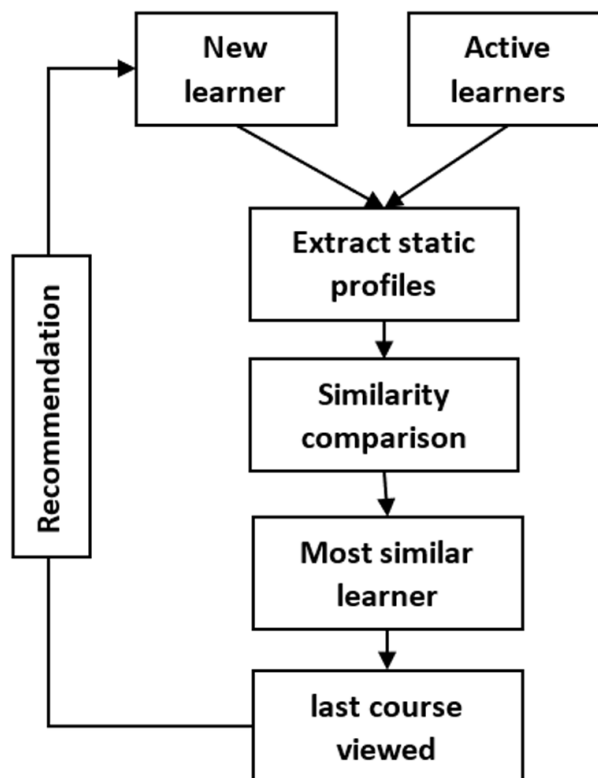 New
learner
Active
learners
Extract static
profiles
Similarity
comparison
Recommendation
Most similar
learner
last course
viewed